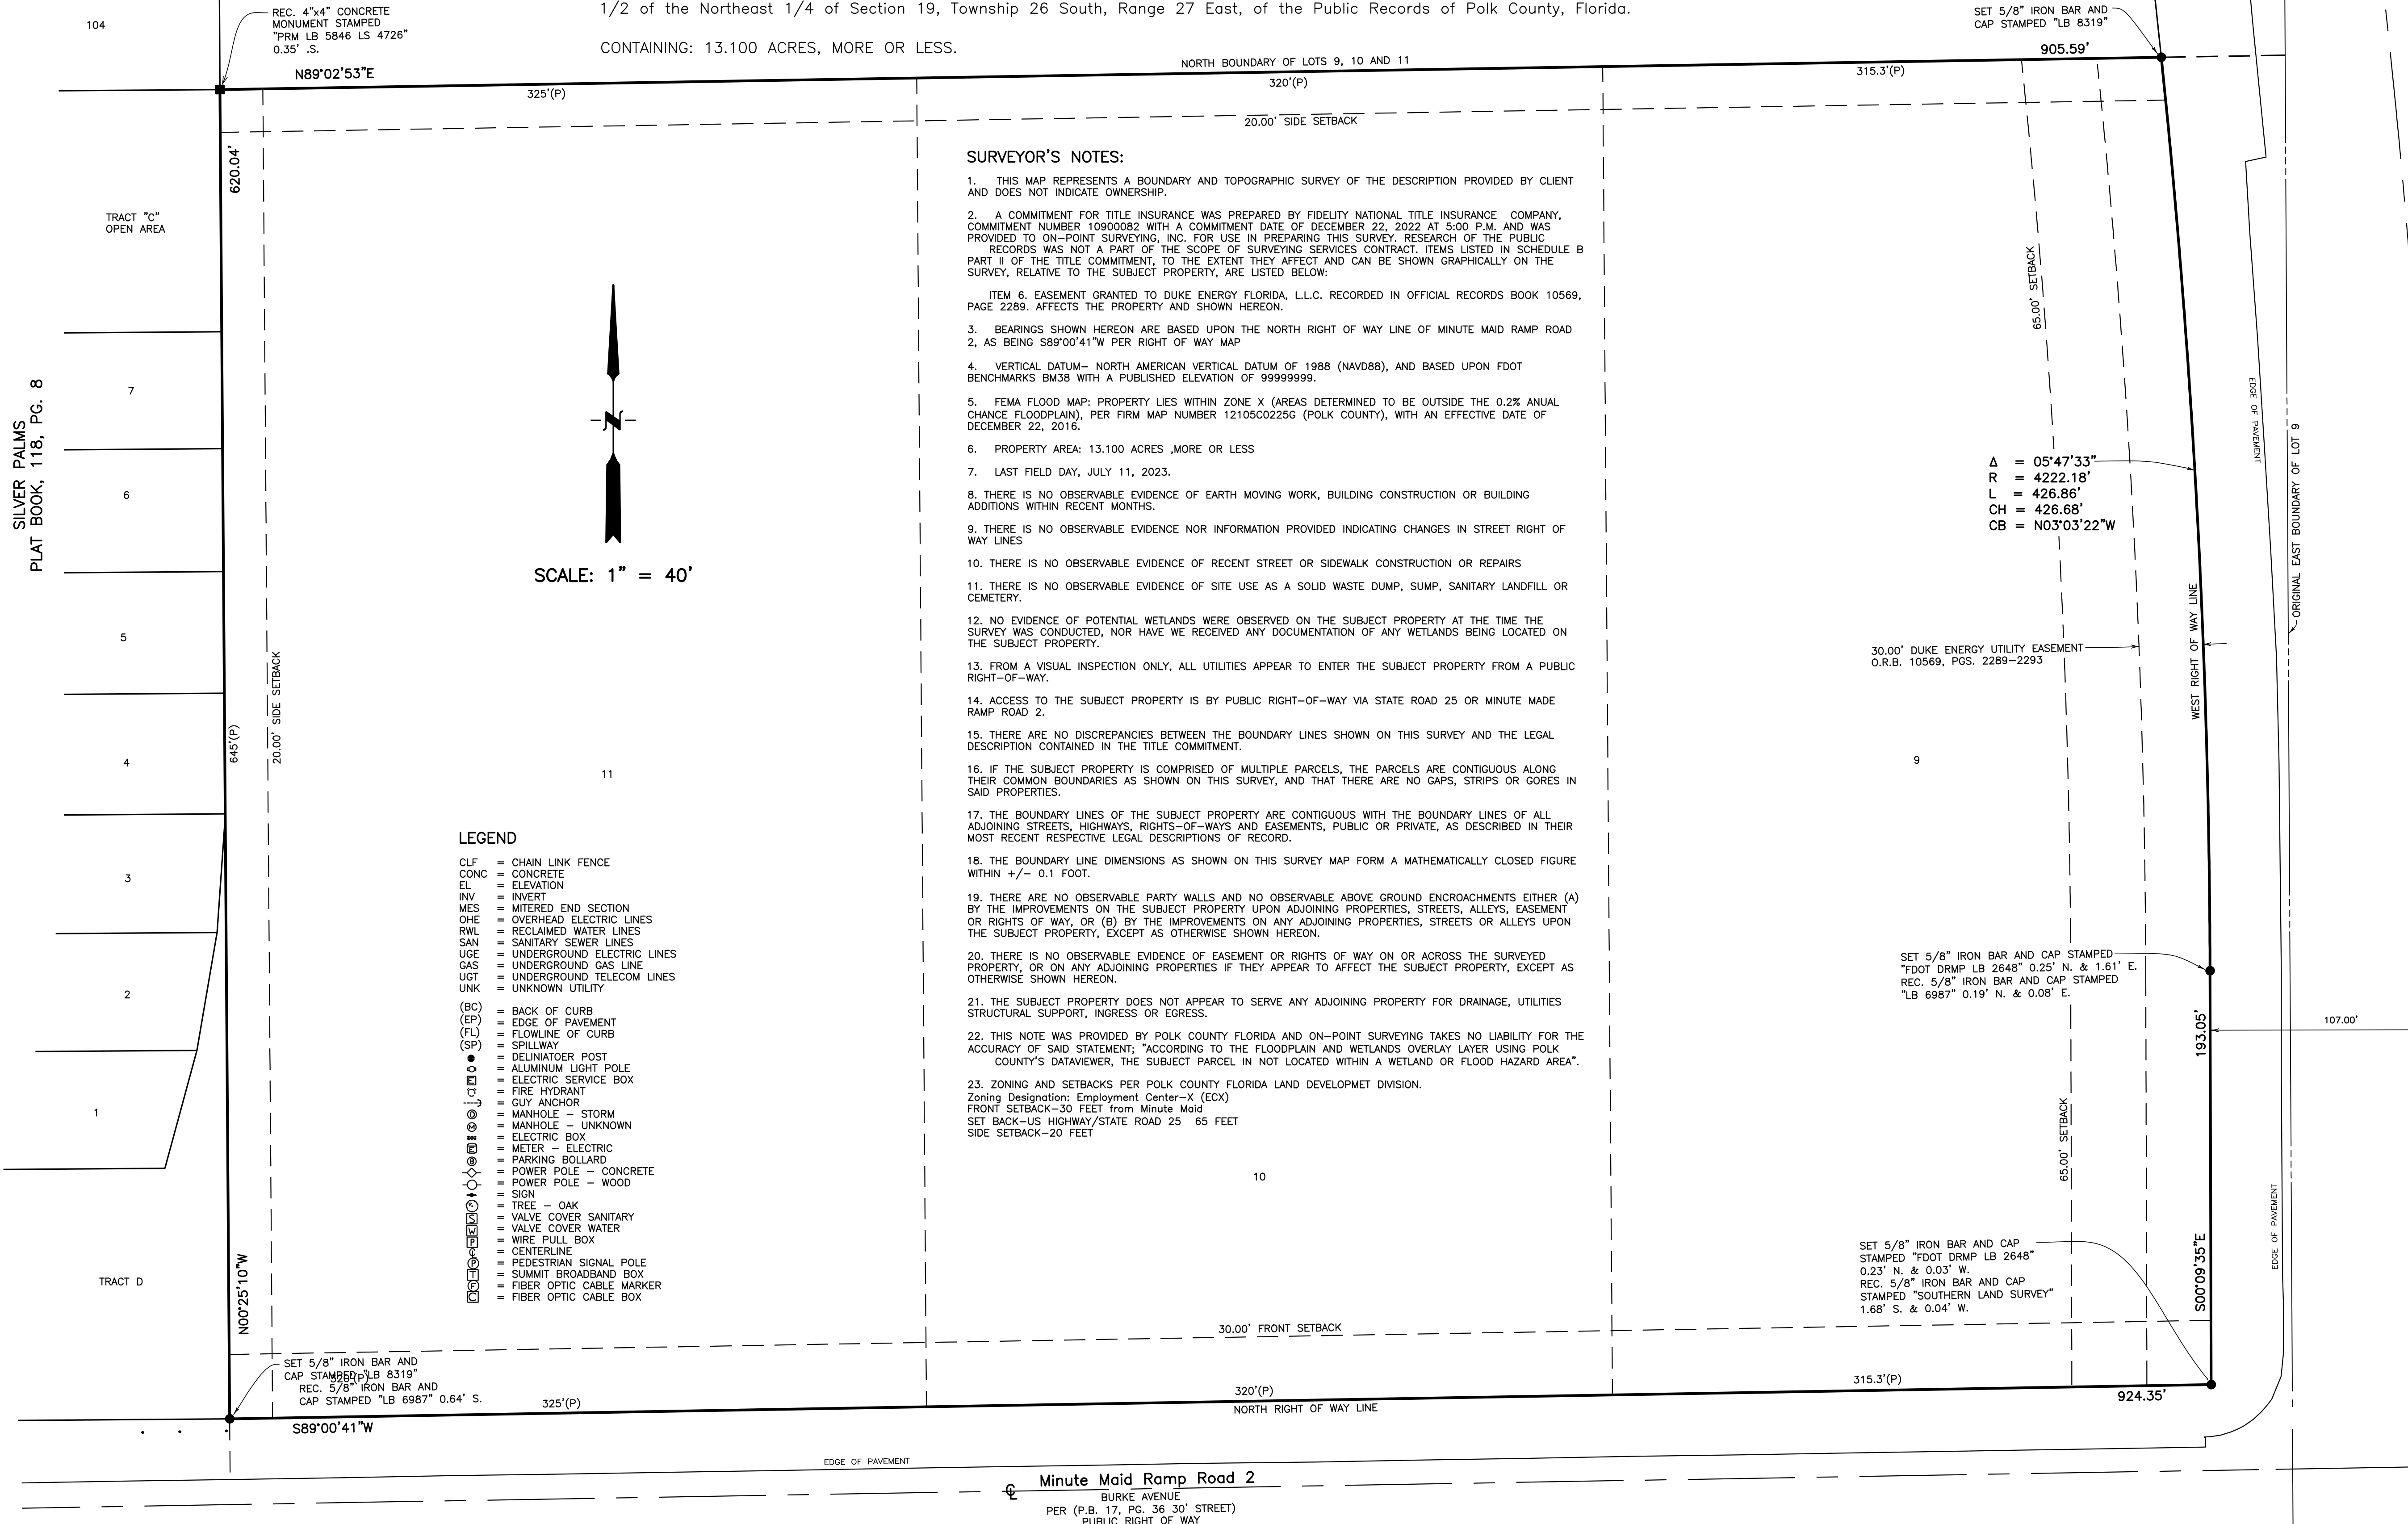 1/2 of the Northeast 1/4 of Section 19, Township 26 South, Range 27 East, of the Public Records of Polk County, Florida.
CONTAINING: 13.100 ACRES, MORE OR LESS.
104
REC. 4"x4" CONCRETE
MONUMENT STAMPED
"PRM LB 5846 LS 4726"
0.35' .S.
SET 5/8" IRON BAR AND
CAP STAMPED "LB 8319"
905.59'
N89°02'53"E
NORTH BOUNDARY OF LOTS 9, 10 AND 11
325'(P)
320'(P)
315.3'(P)
20.00' SIDE SETBACK
620.04'
TRACT "C"
OPEN AREA
SILVER PALMS
PLAT BOOK, 118, PG. 8
7
6
5
4
3
2
1
TRACT D
645'(P)
20.00' SIDE SETBACK
N00°25'10"W
SCALE: 1" = 40'
11
LEGEND
CLF = CHAIN LINK FENCE
CONC = CONCRETE
EL = ELEVATION
INV = INVERT
MES = MITERED END SECTION
OHE = OVERHEAD ELECTRIC LINES
RWL = RECLAIMED WATER LINES
SAN = SANITARY SEWER LINES
UGE = UNDERGROUND ELECTRIC LINES
GAS = UNDERGROUND GAS LINE
UGT = UNDERGROUND TELECOM LINES
UNK = UNKNOWN UTILITY
(BC) = BACK OF CURB
(EP) = EDGE OF PAVEMENT
(FL) = FLOWLINE OF CURB
(SP) = SPILLWAY
= DELINIATOER POST
= ALUMINUM LIGHT POLE
E = ELECTRIC SERVICE BOX
= FIRE HYDRANT
= GUY ANCHOR
D = MANHOLE – STORM
M = MANHOLE – UNKNOWN
= ELECTRIC BOX
E = METER – ELECTRIC
B = PARKING BOLLARD
= POWER POLE – CONCRETE
= POWER POLE – WOOD
= SIGN
= TREE – OAK
S = VALVE COVER SANITARY
W = VALVE COVER WATER
P = WIRE PULL BOX
℄ = CENTERLINE
P = PEDESTRIAN SIGNAL POLE
T = SUMMIT BROADBAND BOX
F = FIBER OPTIC CABLE MARKER
C = FIBER OPTIC CABLE BOX
SURVEYOR'S NOTES:
1. THIS MAP REPRESENTS A BOUNDARY AND TOPOGRAPHIC SURVEY OF THE DESCRIPTION PROVIDED BY CLIENT
AND DOES NOT INDICATE OWNERSHIP.
2. A COMMITMENT FOR TITLE INSURANCE WAS PREPARED BY FIDELITY NATIONAL TITLE INSURANCE COMPANY,
COMMITMENT NUMBER 10900082 WITH A COMMITMENT DATE OF DECEMBER 22, 2022 AT 5:00 P.M. AND WAS
PROVIDED TO ON–POINT SURVEYING, INC. FOR USE IN PREPARING THIS SURVEY. RESEARCH OF THE PUBLIC
RECORDS WAS NOT A PART OF THE SCOPE OF SURVEYING SERVICES CONTRACT. ITEMS LISTED IN SCHEDULE B
PART II OF THE TITLE COMMITMENT, TO THE EXTENT THEY AFFECT AND CAN BE SHOWN GRAPHICALLY ON THE
SURVEY, RELATIVE TO THE SUBJECT PROPERTY, ARE LISTED BELOW:
ITEM 6. EASEMENT GRANTED TO DUKE ENERGY FLORIDA, L.L.C. RECORDED IN OFFICIAL RECORDS BOOK 10569,
PAGE 2289. AFFECTS THE PROPERTY AND SHOWN HEREON.
3. BEARINGS SHOWN HEREON ARE BASED UPON THE NORTH RIGHT OF WAY LINE OF MINUTE MAID RAMP ROAD
2, AS BEING S89°00'41"W PER RIGHT OF WAY MAP
4. VERTICAL DATUM– NORTH AMERICAN VERTICAL DATUM OF 1988 (NAVD88), AND BASED UPON FDOT
BENCHMARKS BM38 WITH A PUBLISHED ELEVATION OF 99999999.
5. FEMA FLOOD MAP: PROPERTY LIES WITHIN ZONE X (AREAS DETERMINED TO BE OUTSIDE THE 0.2% ANUAL
CHANCE FLOODPLAIN), PER FIRM MAP NUMBER 12105C0225G (POLK COUNTY), WITH AN EFFECTIVE DATE OF
DECEMBER 22, 2016.
6. PROPERTY AREA: 13.100 ACRES ,MORE OR LESS
7. LAST FIELD DAY, JULY 11, 2023.
8. THERE IS NO OBSERVABLE EVIDENCE OF EARTH MOVING WORK, BUILDING CONSTRUCTION OR BUILDING
ADDITIONS WITHIN RECENT MONTHS.
9. THERE IS NO OBSERVABLE EVIDENCE NOR INFORMATION PROVIDED INDICATING CHANGES IN STREET RIGHT OF
WAY LINES
10. THERE IS NO OBSERVABLE EVIDENCE OF RECENT STREET OR SIDEWALK CONSTRUCTION OR REPAIRS
11. THERE IS NO OBSERVABLE EVIDENCE OF SITE USE AS A SOLID WASTE DUMP, SUMP, SANITARY LANDFILL OR
CEMETERY.
12. NO EVIDENCE OF POTENTIAL WETLANDS WERE OBSERVED ON THE SUBJECT PROPERTY AT THE TIME THE
SURVEY WAS CONDUCTED, NOR HAVE WE RECEIVED ANY DOCUMENTATION OF ANY WETLANDS BEING LOCATED ON
THE SUBJECT PROPERTY.
13. FROM A VISUAL INSPECTION ONLY, ALL UTILITIES APPEAR TO ENTER THE SUBJECT PROPERTY FROM A PUBLIC
RIGHT–OF–WAY.
14. ACCESS TO THE SUBJECT PROPERTY IS BY PUBLIC RIGHT–OF–WAY VIA STATE ROAD 25 OR MINUTE MADE
RAMP ROAD 2.
15. THERE ARE NO DISCREPANCIES BETWEEN THE BOUNDARY LINES SHOWN ON THIS SURVEY AND THE LEGAL
DESCRIPTION CONTAINED IN THE TITLE COMMITMENT.
16. IF THE SUBJECT PROPERTY IS COMPRISED OF MULTIPLE PARCELS, THE PARCELS ARE CONTIGUOUS ALONG
THEIR COMMON BOUNDARIES AS SHOWN ON THIS SURVEY, AND THAT THERE ARE NO GAPS, STRIPS OR GORES IN
SAID PROPERTIES.
17. THE BOUNDARY LINES OF THE SUBJECT PROPERTY ARE CONTIGUOUS WITH THE BOUNDARY LINES OF ALL
ADJOINING STREETS, HIGHWAYS, RIGHTS–OF–WAYS AND EASEMENTS, PUBLIC OR PRIVATE, AS DESCRIBED IN THEIR
MOST RECENT RESPECTIVE LEGAL DESCRIPTIONS OF RECORD.
18. THE BOUNDARY LINE DIMENSIONS AS SHOWN ON THIS SURVEY MAP FORM A MATHEMATICALLY CLOSED FIGURE
WITHIN +/– 0.1 FOOT.
19. THERE ARE NO OBSERVABLE PARTY WALLS AND NO OBSERVABLE ABOVE GROUND ENCROACHMENTS EITHER (A)
BY THE IMPROVEMENTS ON THE SUBJECT PROPERTY UPON ADJOINING PROPERTIES, STREETS, ALLEYS, EASEMENT
OR RIGHTS OF WAY, OR (B) BY THE IMPROVEMENTS ON ANY ADJOINING PROPERTIES, STREETS OR ALLEYS UPON
THE SUBJECT PROPERTY, EXCEPT AS OTHERWISE SHOWN HEREON.
20. THERE IS NO OBSERVABLE EVIDENCE OF EASEMENT OR RIGHTS OF WAY ON OR ACROSS THE SURVEYED
PROPERTY, OR ON ANY ADJOINING PROPERTIES IF THEY APPEAR TO AFFECT THE SUBJECT PROPERTY, EXCEPT AS
OTHERWISE SHOWN HEREON.
21. THE SUBJECT PROPERTY DOES NOT APPEAR TO SERVE ANY ADJOINING PROPERTY FOR DRAINAGE, UTILITIES
STRUCTURAL SUPPORT, INGRESS OR EGRESS.
22. THIS NOTE WAS PROVIDED BY POLK COUNTY FLORIDA AND ON–POINT SURVEYING TAKES NO LIABILITY FOR THE
ACCURACY OF SAID STATEMENT; "ACCORDING TO THE FLOODPLAIN AND WETLANDS OVERLAY LAYER USING POLK
COUNTY'S DATAVIEWER, THE SUBJECT PARCEL IN NOT LOCATED WITHIN A WETLAND OR FLOOD HAZARD AREA".
23. ZONING AND SETBACKS PER POLK COUNTY FLORIDA LAND DEVELOPMET DIVISION.
Zoning Designation: Employment Center–X (ECX)
FRONT SETBACK–30 FEET from Minute Maid
SET BACK–US HIGHWAY/STATE ROAD 25 65 FEET
SIDE SETBACK–20 FEET
10
65.00' SETBACK
Δ = 05°47'33"
R = 4222.18'
L = 426.86'
CH = 426.68'
CB = N03°03'22"W
EDGE OF PAVEMENT
ORIGINAL EAST BOUNDARY OF LOT 9
WEST RIGHT OF WAY LINE
30.00' DUKE ENERGY UTILITY EASEMENT
O.R.B. 10569, PGS. 2289–2293
9
SET 5/8" IRON BAR AND CAP STAMPED
"FDOT DRMP LB 2648" 0.25' N. & 1.61' E.
REC. 5/8" IRON BAR AND CAP STAMPED
"LB 6987" 0.19' N. & 0.08' E.
193.05'
107.00'
65.00' SETBACK
EDGE OF PAVEMENT
S00°09'35"E
SET 5/8" IRON BAR AND CAP
STAMPED "FDOT DRMP LB 2648"
0.23' N. & 0.03' W.
REC. 5/8" IRON BAR AND CAP
STAMPED "SOUTHERN LAND SURVEY"
1.68' S. & 0.04' W.
30.00' FRONT SETBACK
SET 5/8" IRON BAR AND
CAP STAMPED "LB 8319"
320'(P)
REC. 5/8" IRON BAR AND
CAP STAMPED "LB 6987" 0.64' S.
325'(P)
320'(P)
315.3'(P)
924.35'
S89°00'41"W
NORTH RIGHT OF WAY LINE
EDGE OF PAVEMENT
℄ Minute Maid Ramp Road 2
BURKE AVENUE
PER (P.B. 17, PG. 36 30' STREET)
PUBLIC RIGHT OF WAY